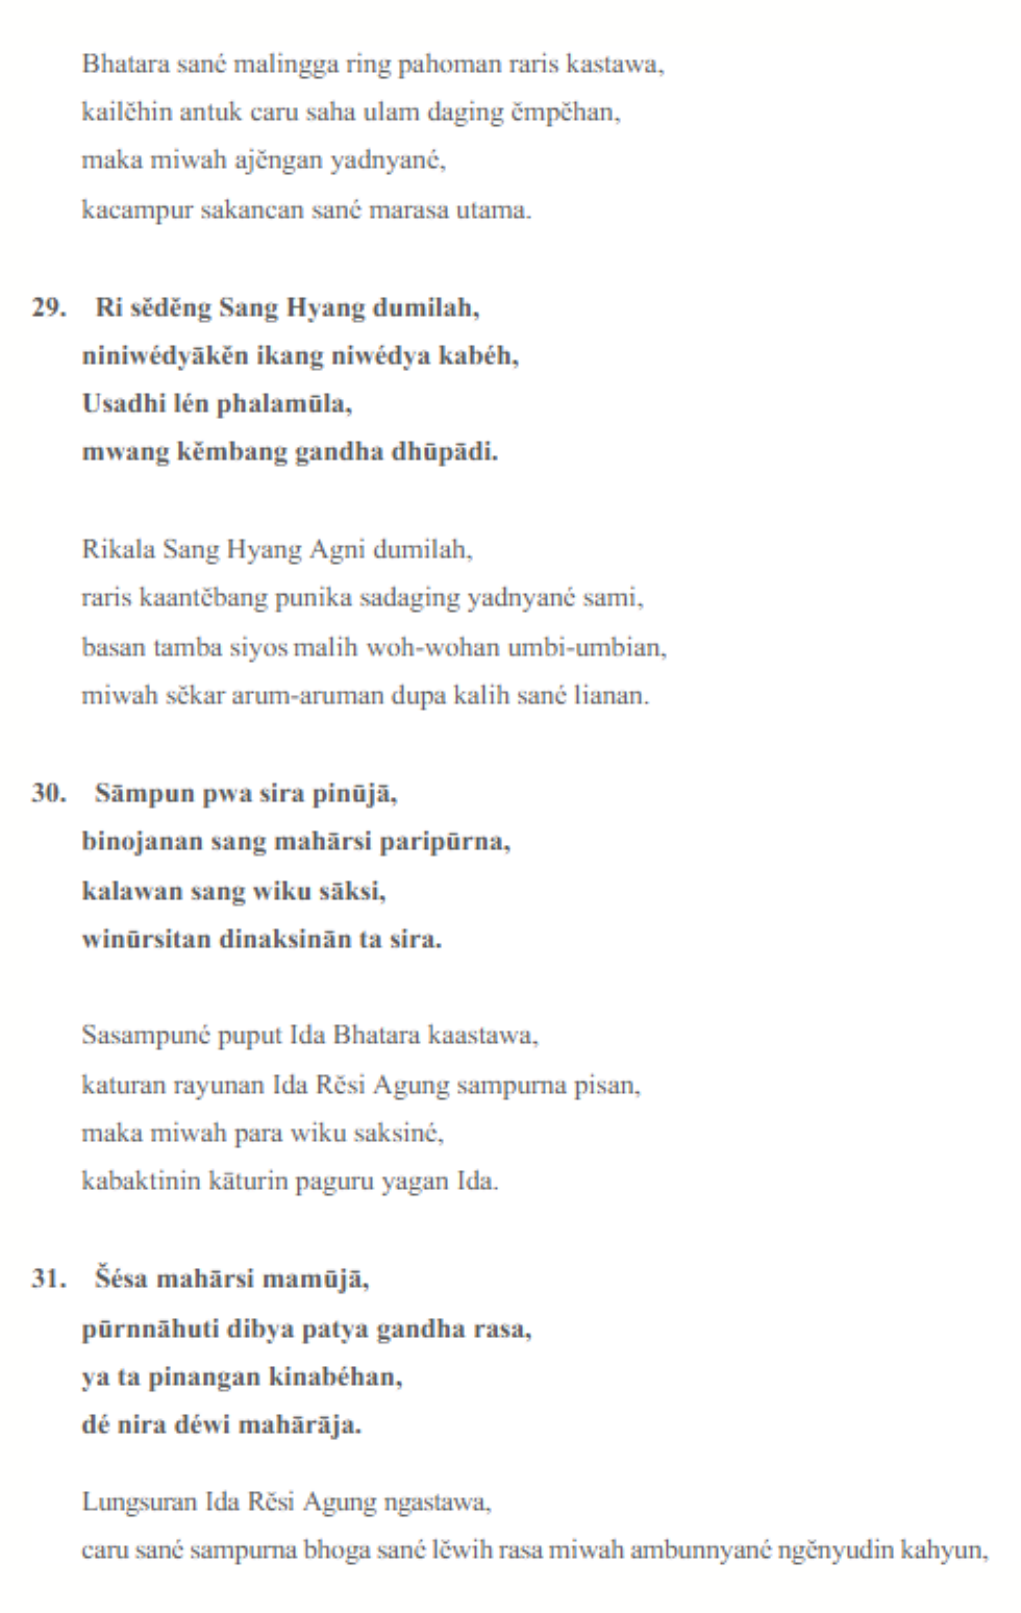 Bhatara sané malingga ring pahoman raris kastawa,
kailĕhin antuk caru saha ulam daging ĕmpĕhan,
maka miwah ajĕngan yadnyané,
kacampur sakancan sané marasa utama.
29. Ri sĕdĕng Sang Hyang dumilah,
niniwédyākĕn ikang niwédya kabéh,
Usadhi lén phalamūla,
mwang kĕmbang gandha dhūpādi.
Rikala Sang Hyang Agni dumilah,
raris kaantĕbang punika sadaging yadnyané sami,
basan tamba siyos malih woh-wohan umbi-umbian,
miwah sĕkar arum-aruman dupa kalih sané lianan.
30. Sāmpun pwa sira pinūjā,
binojanan sang mahārsi paripūrna,
kalawan sang wiku sāksi,
winūrsitan dinaksinān ta sira.
Sasampuné puput Ida Bhatara kaastawa,
katuran rayunan Ida Rĕsi Agung sampurna pisan,
maka miwah para wiku saksiné,
kabaktinin kāturin paguru yagan Ida.
31. Šésa mahārsi mamūjā,
pūrnnāhuti dibya patya gandha rasa,
ya ta pinangan kinabéhan,
dé nira déwi mahārāja.
Lungsuran Ida Rĕsi Agung ngastawa,
caru sané sampurna bhoga sané lĕwih rasa miwah ambunnyané ngĕnyudin kahyun,